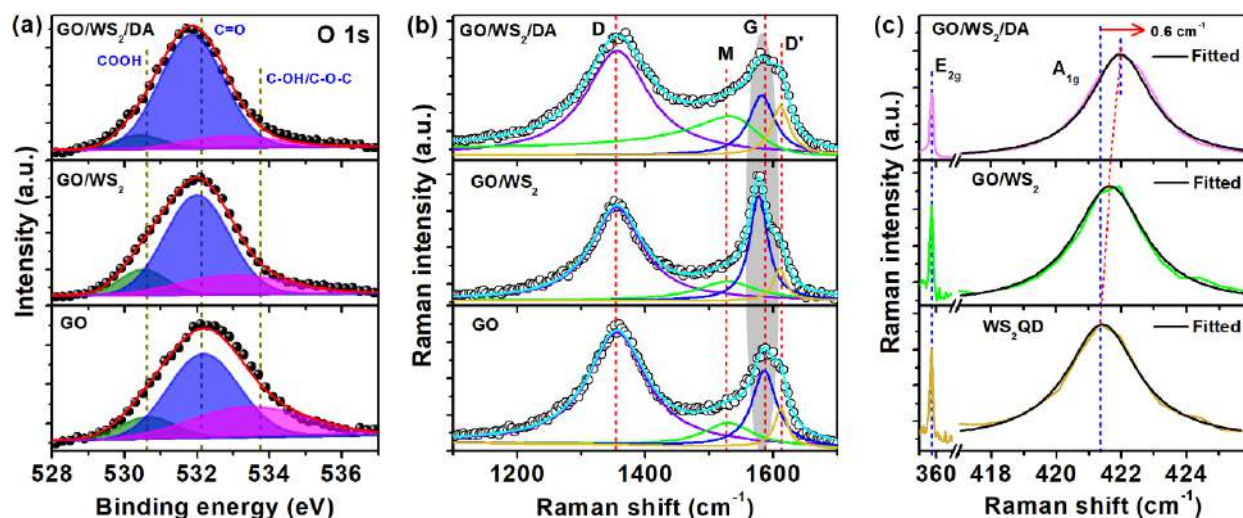 (a) GO/WS2/DA C=O O 1s
COOH
C-OH/C-O-C
GO/WS2
GO
Intensity (a.u.)
528 530 532 534 536
Binding energy (eV)
(b) GO/WS2/DA D G D'
M
GO/WS2
GO
Raman intensity (a.u.)
1200 1400 1600
Raman shift (cm-1)
(c) GO/WS2/DA 0.6 cm-1
E2g A1g Fitted
GO/WS2 Fitted
WS2QD Fitted
Raman intensity (a.u.)
360 418 420 422 424
Raman shift (cm-1)